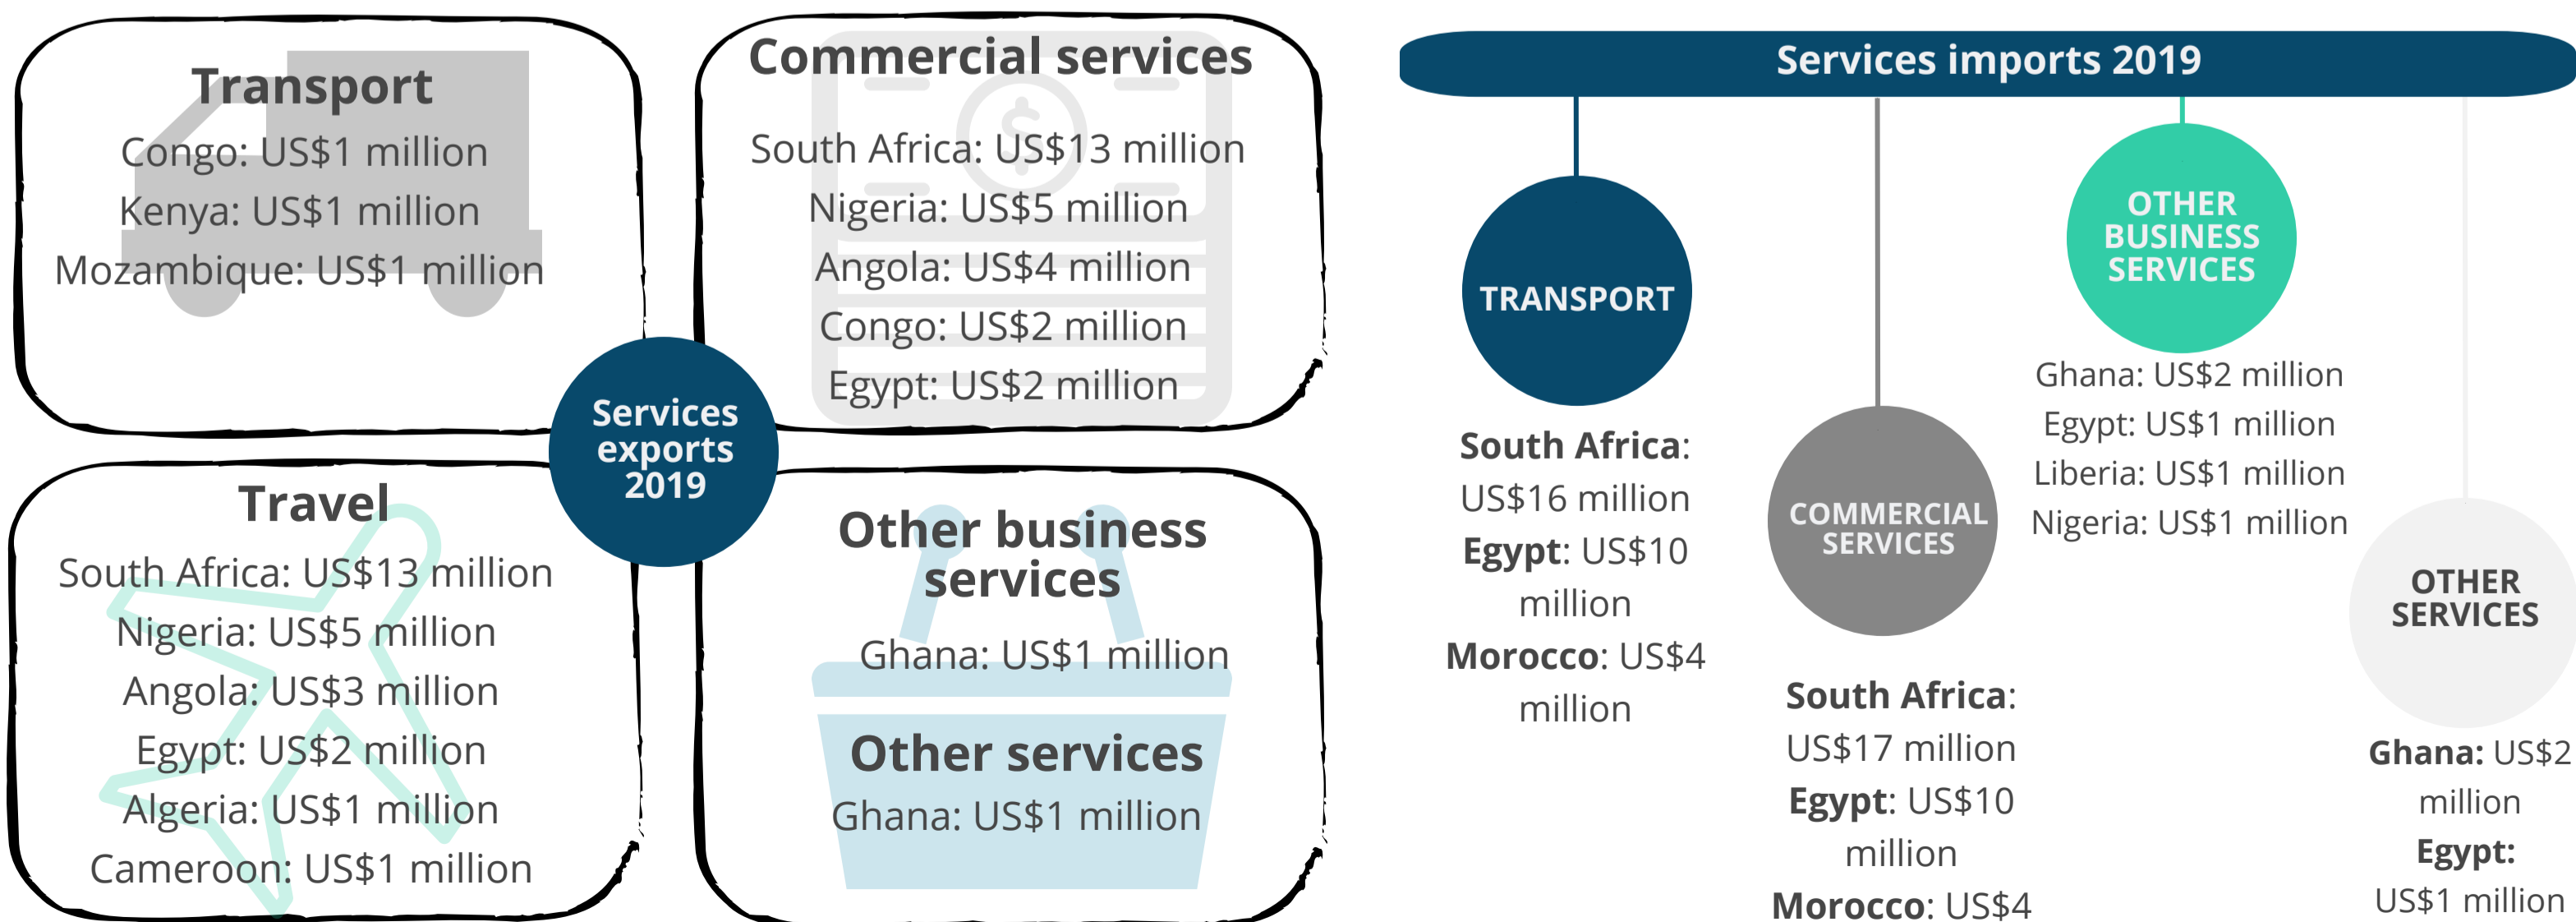 Transport
Congo: US$1 million
Kenya: US$1 million
Mozambique: US$1 million
Commercial services
South Africa: US$13 million
Nigeria: US$5 million
Angola: US$4 million
Congo: US$2 million
Egypt: US$2 million
Services
exports
2019
Travel
South Africa: US$13 million
Nigeria: US$5 million
Angola: US$3 million
Egypt: US$2 million
Algeria: US$1 million
Cameroon: US$1 million
Other business
services
Ghana: US$1 million
Other services
Ghana: US$1 million
Services imports 2019
TRANSPORT
South Africa:
US$16 million
Egypt: US$10
million
Morocco: US$4
million
COMMERCIAL
SERVICES
South Africa:
US$17 million
Egypt: US$10
million
Morocco: US$4
OTHER
BUSINESS
SERVICES
Ghana: US$2 million
Egypt: US$1 million
Liberia: US$1 million
Nigeria: US$1 million
OTHER
SERVICES
Ghana: US$2
million
Egypt:
US$1 million